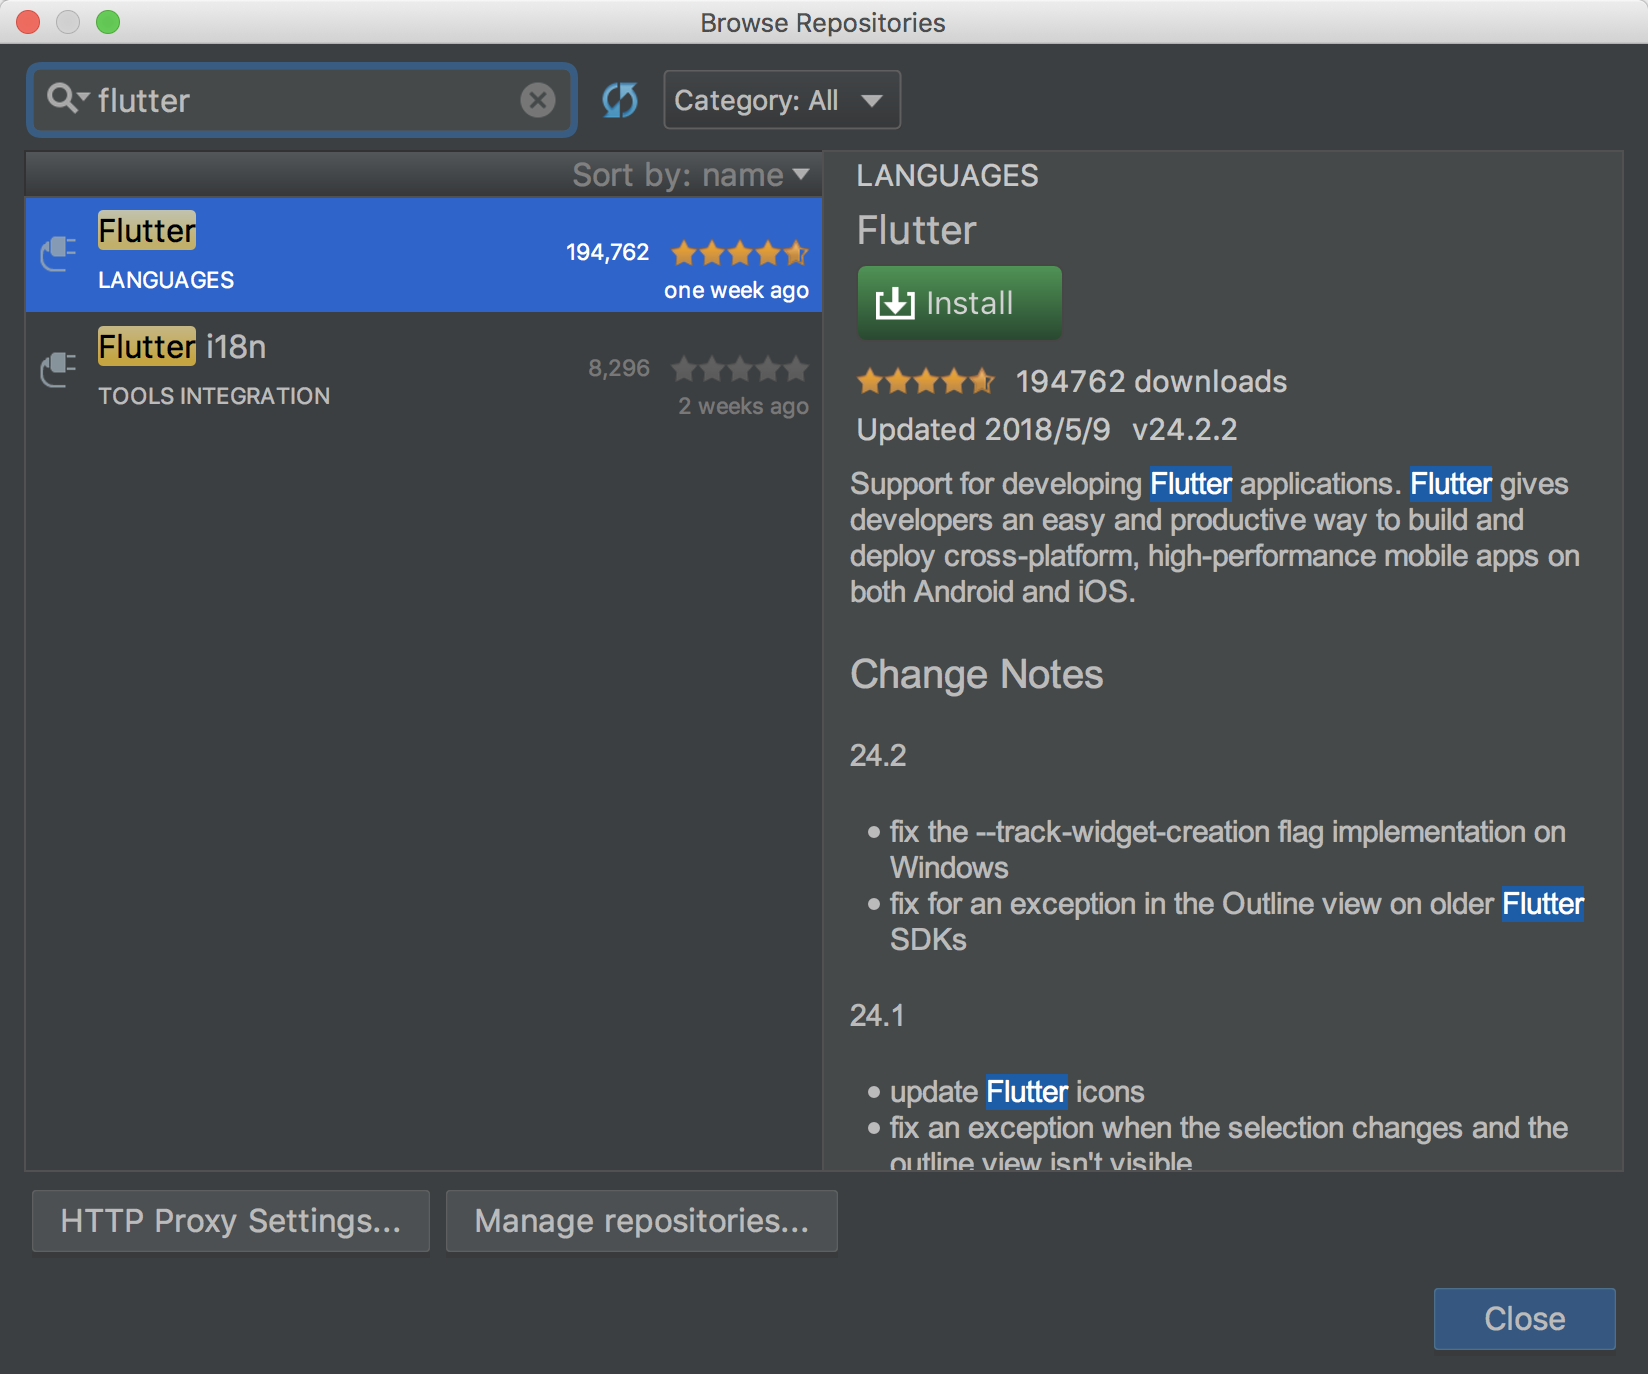 Browse Repositories
flutter
Category: All
Sort by: name
Flutter
194,762
LANGUAGES
one week ago
Flutter i18n
8,296
TOOLS INTEGRATION
2 weeks ago
LANGUAGES
Flutter
Install
194762 downloads
Updated 2018/5/9 v24.2.2
Support for developing Flutter applications. Flutter gives
developers an easy and productive way to build and
deploy cross-platform, high-performance mobile apps on
both Android and iOS.
Change Notes
24.2
• fix the --track-widget-creation flag implementation on
Windows
• fix for an exception in the Outline view on older Flutter
SDKs
24.1
• update Flutter icons
• fix an exception when the selection changes and the
outline view isn't visible
HTTP Proxy Settings...
Manage repositories...
Close